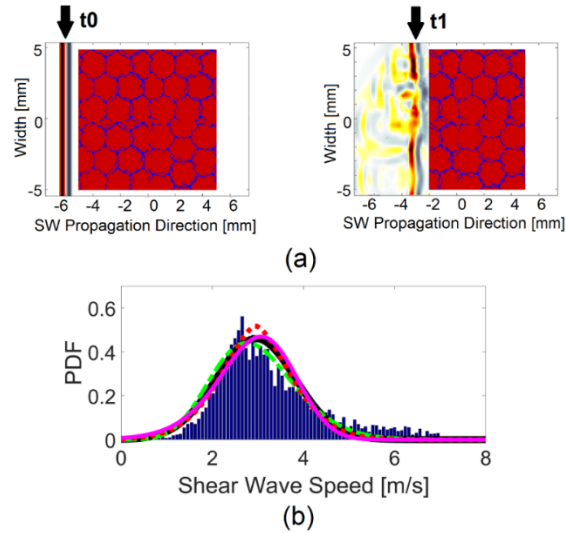 t0
t1
Width [mm]
5
0
-5
-6 -4 -2 0 2 4 6
SW Propagation Direction [mm]
Width [mm]
5
0
-5
-6 -4 -2 0 2 4 6
SW Propagation Direction [mm]
(a)
PDF
0.6
0.4
0.2
0
0 2 4 6 8
Shear Wave Speed [m/s]
(b)